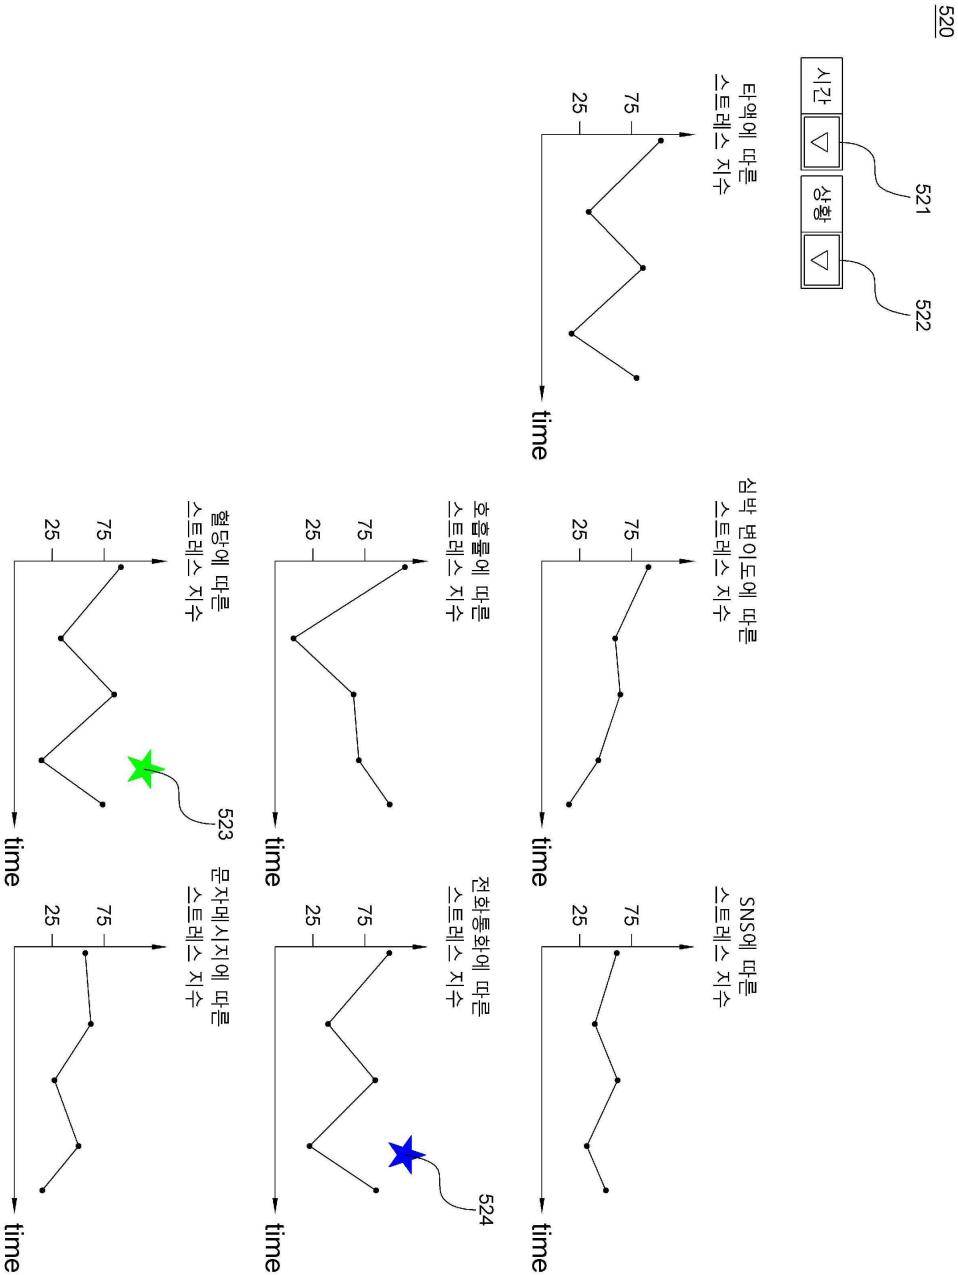 520
시간
521
상황
522
타액에 따른
스트레스 지수
75
25
time
심박 변이도에 따른
스트레스 지수
75
25
time
SNS에 따른
스트레스 지수
75
25
time
호흡률에 따른
스트레스 지수
75
25
time
전화통화에 따른
스트레스 지수
75
25
time
524
혈당에 따른
스트레스 지수
75
25
time
523
문자메시지에 따른
스트레스 지수
75
25
time